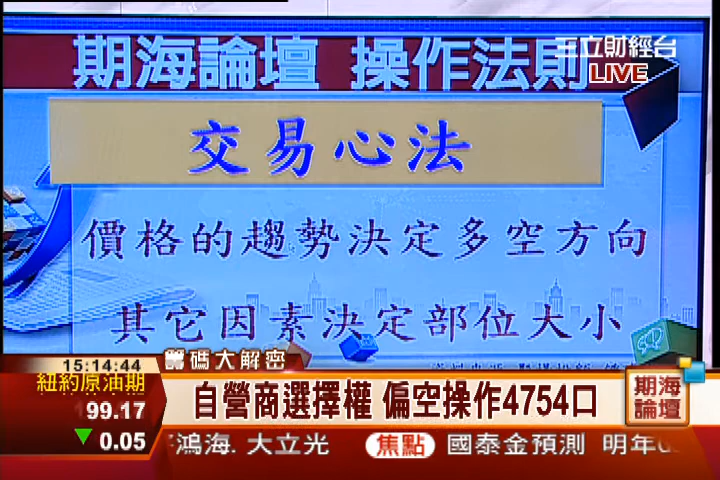 三立財經台
期海論壇 操作法則
LIVE
交易心法
價格的趨勢決定多空方向
其它因素決定部位大小
15:14:44
籌碼大解密
紐約原油期
自營商選擇權 偏空操作4754口
期海
論壇
99.17
▼0.05
鴻海. 大立光 焦點 國泰金預測 明年